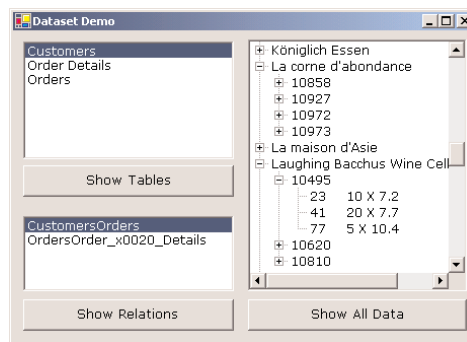 Dataset Demo
Customers
Order Details
Orders
Show Tables
CustomersOrders
OrdersOrder_x0020_Details
Show Relations
Königlich Essen
La corne d'abondance
10858
10927
10972
10973
La maison d'Asie
Laughing Bacchus Wine Cell
10495
23 10 X 7.2
41 20 X 7.7
77 5 X 10.4
10620
10810
Show All Data